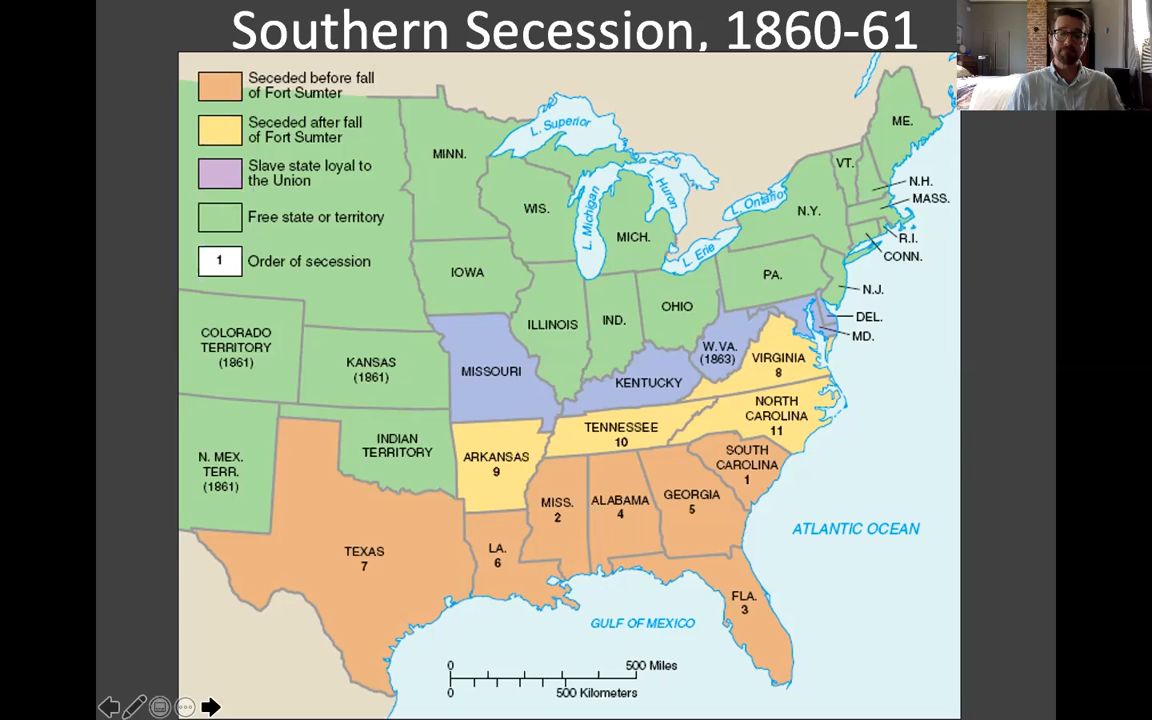 Southern Secession, 1860-61
Seceded before fall
of Fort Sumter
Seceded after fall
of Fort Sumter
Slave state loyal to
the Union
Free state or territory
1
Order of secession
L. Superior
L. Michigan
L. Huron
L. Ontario
L. Erie
ME.
VT.
N.H.
MASS.
N.Y.
R.I.
CONN.
MINN.
WIS.
MICH.
IOWA
PA.
N.J.
ILLINOIS
IND.
OHIO
DEL.
MD.
COLORADO
TERRITORY
(1861)
KANSAS
(1861)
MISSOURI
KENTUCKY
W. VA.
(1863)
VIRGINIA
8
NORTH
CAROLINA
11
TENNESSEE
10
N. MEX.
TERR.
(1861)
INDIAN
TERRITORY
ARKANSAS
9
SOUTH
CAROLINA
1
MISS.
2
ALABAMA
4
GEORGIA
5
TEXAS
7
LA.
6
FLA.
3
ATLANTIC OCEAN
GULF OF MEXICO
0
500 Miles
0
500 Kilometers